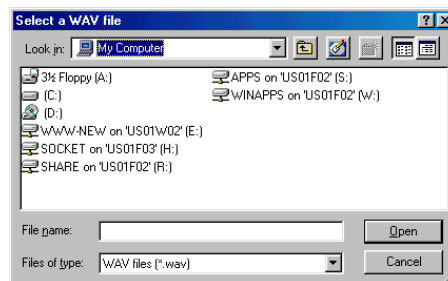 Select a WAV file
Look in: My Computer
3½ Floppy (A:)
(C:)
(D:)
WWW-NEW on 'US01W02' (E:)
SOCKET on 'US01F03' (H:)
SHARE on 'US01F02' (R:)
APPS on 'US01F02' (S:)
WINAPPS on 'US01F02' (W:)
File name:
Open
Files of type: WAV files (*.wav)
Cancel